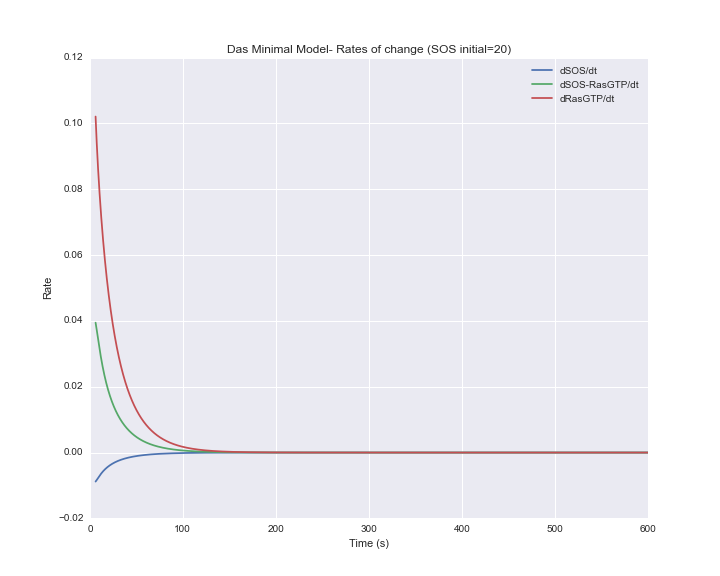 Das Minimal Model- Rates of change (SOS initial=20)
0.12
0.10
0.08
0.06
0.04
0.02
0.00
−0.02
Rate
dSOS/dt
dSOS-RasGTP/dt
dRasGTP/dt
0 100 200 300 400 500 600
Time (s)